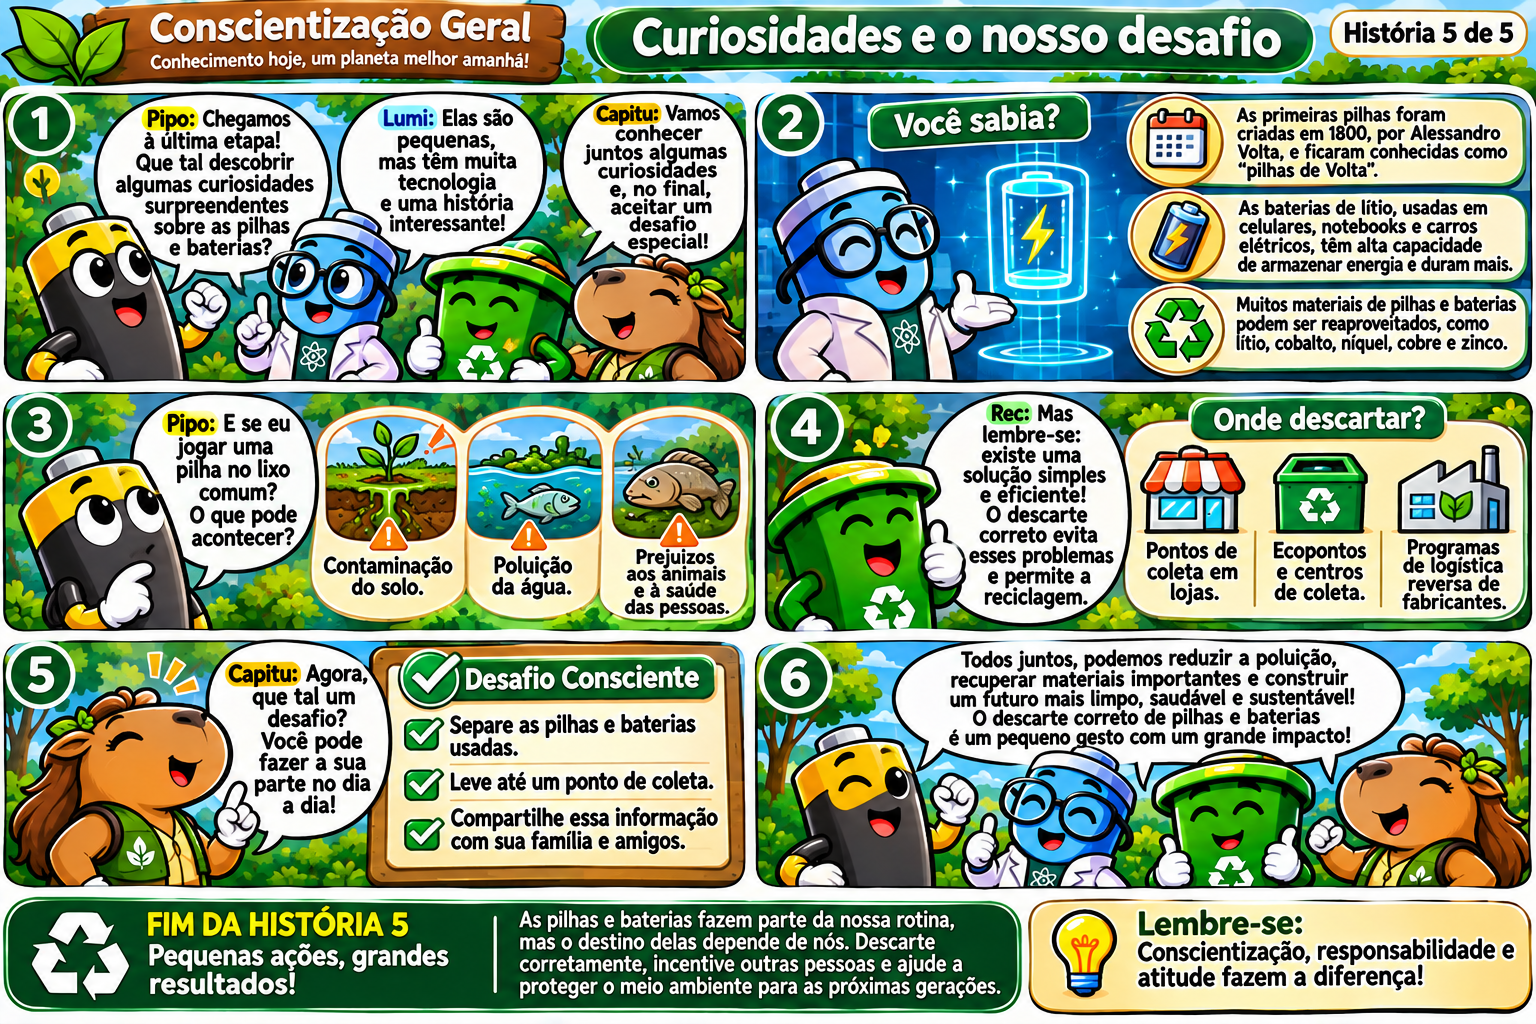 Conscientização Geral
Conhecimento hoje, um planeta melhor amanhã!
Curiosidades e o nosso desafio
História 5 de 5
1
Pipo: Chegamos
à última etapa!
Que tal descobrir
algumas curiosidades
surpreendentes
sobre as pilhas
e baterias?
Lumi: Elas são
pequenas,
mas têm muita
tecnologia
e uma história
interessante!
Capitu: Vamos
conhecer
juntos algumas
curiosidades
e, no final,
aceitar um
desafio
especial!
2
Você sabia?
As primeiras pilhas foram
criadas em 1800, por Alessandro
Volta, e ficaram conhecidas como
“pilhas de Volta”.
As baterias de lítio, usadas em
celulares, notebooks e carros
elétricos, têm alta capacidade
de armazenar energia e duram mais.
Muitos materiais de pilhas e baterias
podem ser reaproveitados, como
lítio, cobalto, níquel, cobre e zinco.
3
Pipo: E se eu
jogar uma
pilha no lixo
comum?
O que pode
acontecer?
Contaminação
do solo.
Poluição
da água.
Prejuizos
aos animais
e à saúde
das pessoas.
4
Rec: Mas
lembre-se:
existe uma
solução simples
e eficiente!
O descarte
correto evita
esses problemas
e permite a
reciclagem.
Onde descartar?
Pontos de
coleta em
lojas.
Ecopontos
e centros
de coleta.
Programas
de logística
reversa de
fabricantes.
5
Capitu: Agora,
que tal um
desafio?
Você pode
fazer a sua
parte no dia
a dia!
Desafio Consciente
Separe as pilhas e baterias
usadas.
Leve até um ponto de coleta.
Compartilhe essa informação
com sua família e amigos.
6
Todos juntos, podemos reduzir a poluição,
recuperar materiais importantes e construir
um futuro mais limpo, saudável e sustentável!
O descarte correto de pilhas e baterias
é um pequeno gesto com um grande impacto!
FIM DA HISTÓRIA 5
Pequenas ações, grandes
resultados!
As pilhas e baterias fazem parte da nossa rotina,
mas o destino delas depende de nós. Descarte
corretamente, incentive outras pessoas e ajude a
proteger o meio ambiente para as próximas gerações.
Lembre-se:
Conscientização, responsabilidade e
atitude fazem a diferença!